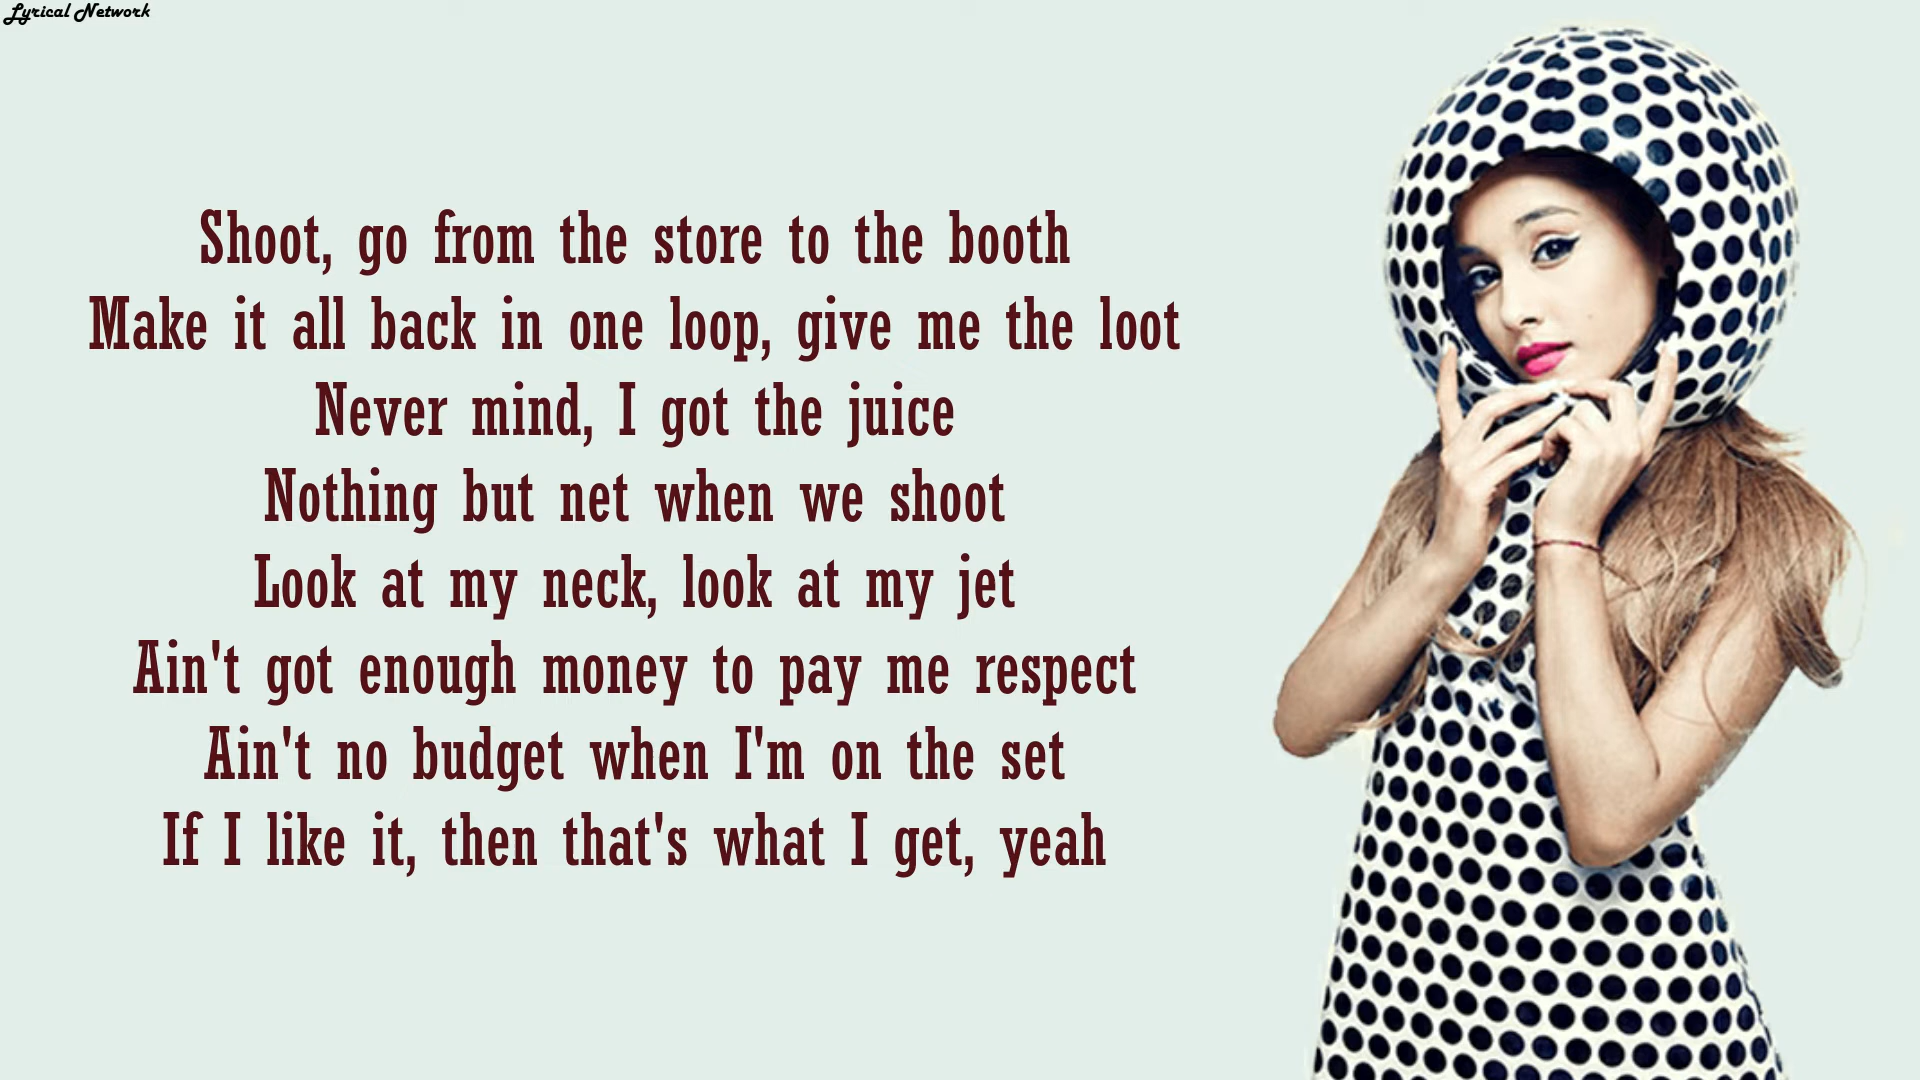 Lyrical Network
Shoot, go from the store to the booth
Make it all back in one loop, give me the loot
Never mind, I got the juice
Nothing but net when we shoot
Look at my neck, look at my jet
Ain't got enough money to pay me respect
Ain't no budget when I'm on the set
If I like it, then that's what I get, yeah